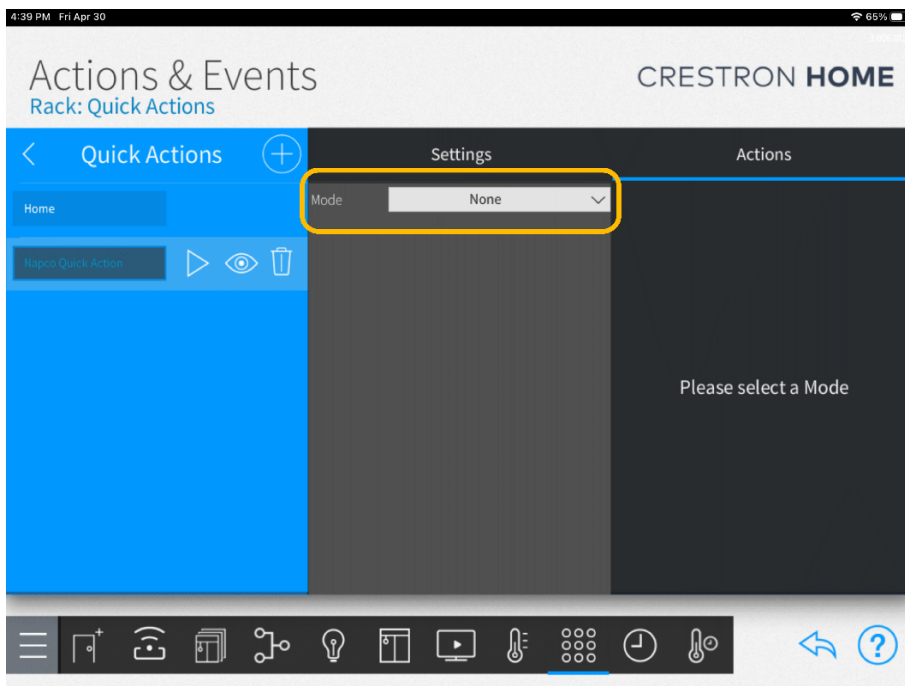 4:39 PM Fri Apr 30
65%
Actions & Events
CRESTRON HOME
Rack: Quick Actions
Quick Actions
Settings
Actions
Home
Mode
None
Napco Quick Action
Please select a Mode
?